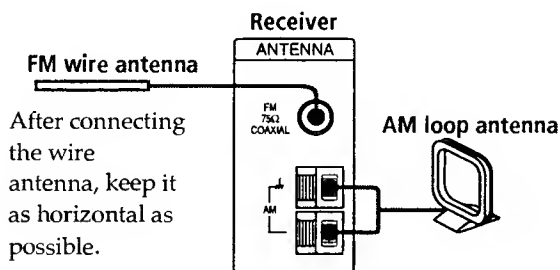 Receiver
ANTENNA
FM wire antenna
FM
75Ω
COAXIAL
After connecting
the wire
antenna, keep it
as horizontal as
possible.
AM loop antenna
AM